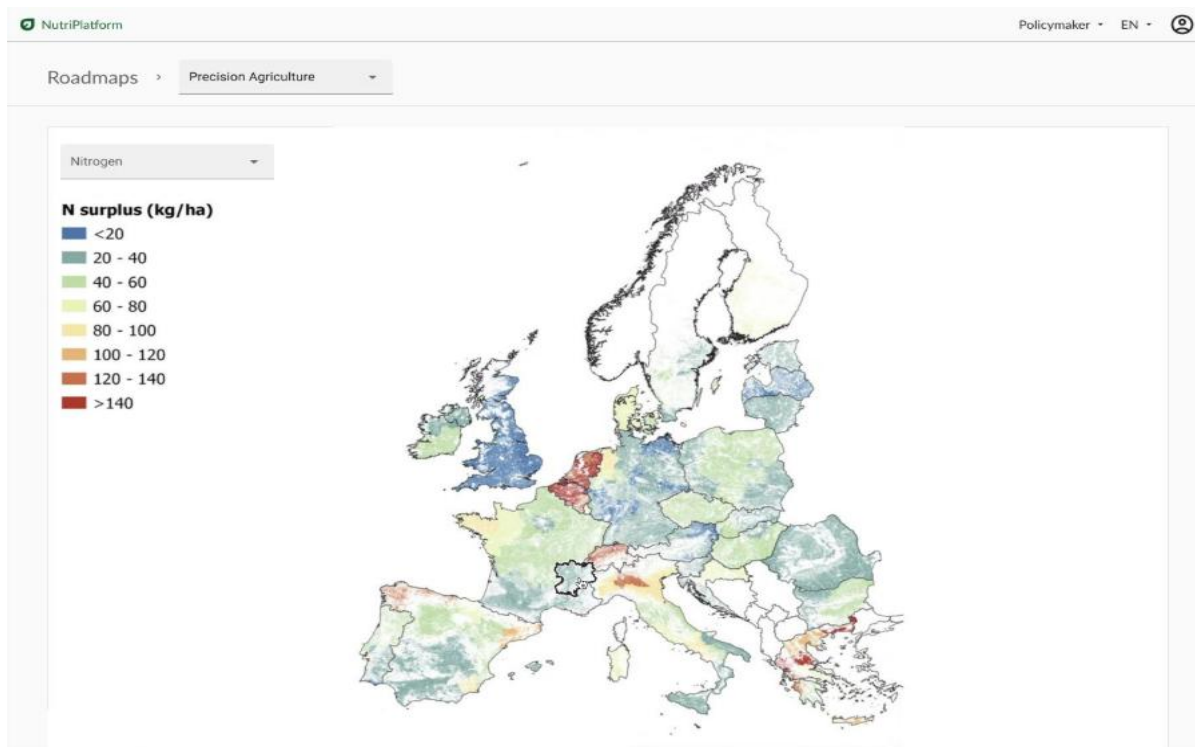 NutriPlatform
Policymaker EN
Roadmaps > Precision Agriculture
Nitrogen
N surplus (kg/ha)
<20
20 - 40
40 - 60
60 - 80
80 - 100
100 - 120
120 - 140
>140